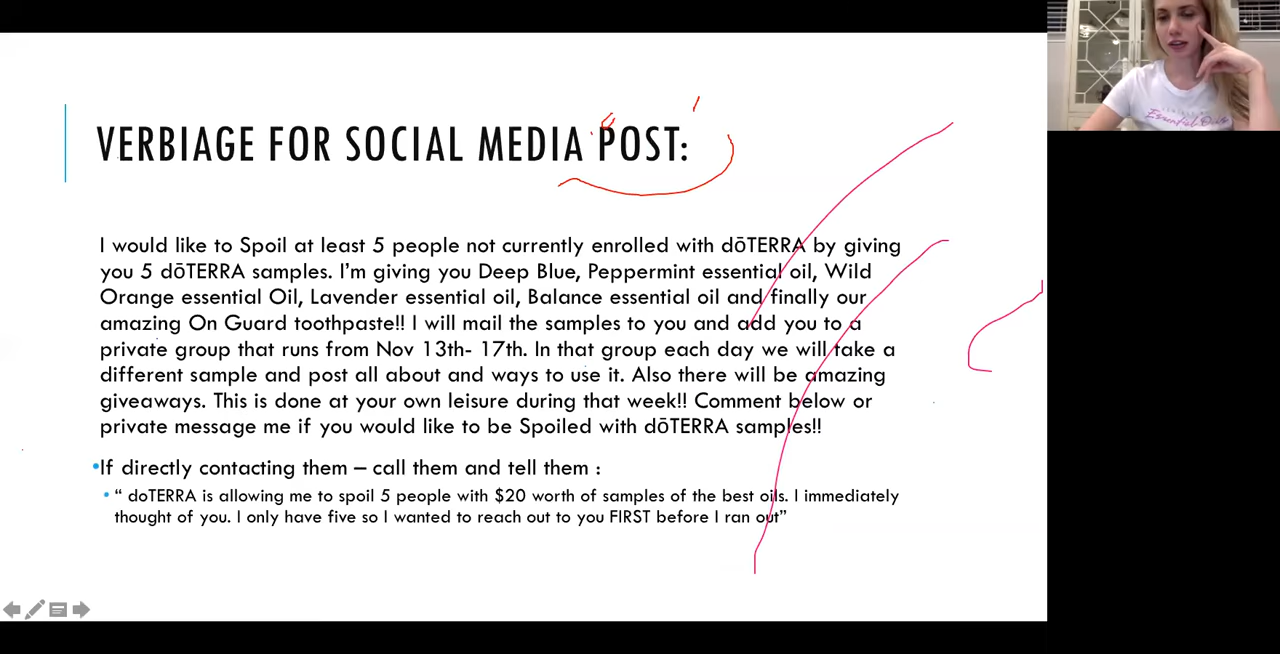 VERBIAGE FOR SOCIAL MEDIA POST:
I would like to Spoil at least 5 people not currently enrolled with dōTERRA by giving
you 5 dōTERRA samples. I'm giving you Deep Blue, Peppermint essential oil, Wild
Orange essential Oil, Lavender essential oil, Balance essential oil and finally our
amazing On Guard toothpaste!! I will mail the samples to you and add you to a
private group that runs from Nov 13th- 17th. In that group each day we will take a
different sample and post all about and ways to use it. Also there will be amazing
giveaways. This is done at your own leisure during that week!! Comment below or
private message me if you would like to be Spoiled with dōTERRA samples!!
•If directly contacting them – call them and tell them :
• “ doTERRA is allowing me to spoil 5 people with $20 worth of samples of the best oils. I immediately
thought of you. I only have five so I wanted to reach out to you FIRST before I ran out”
Essential Oils